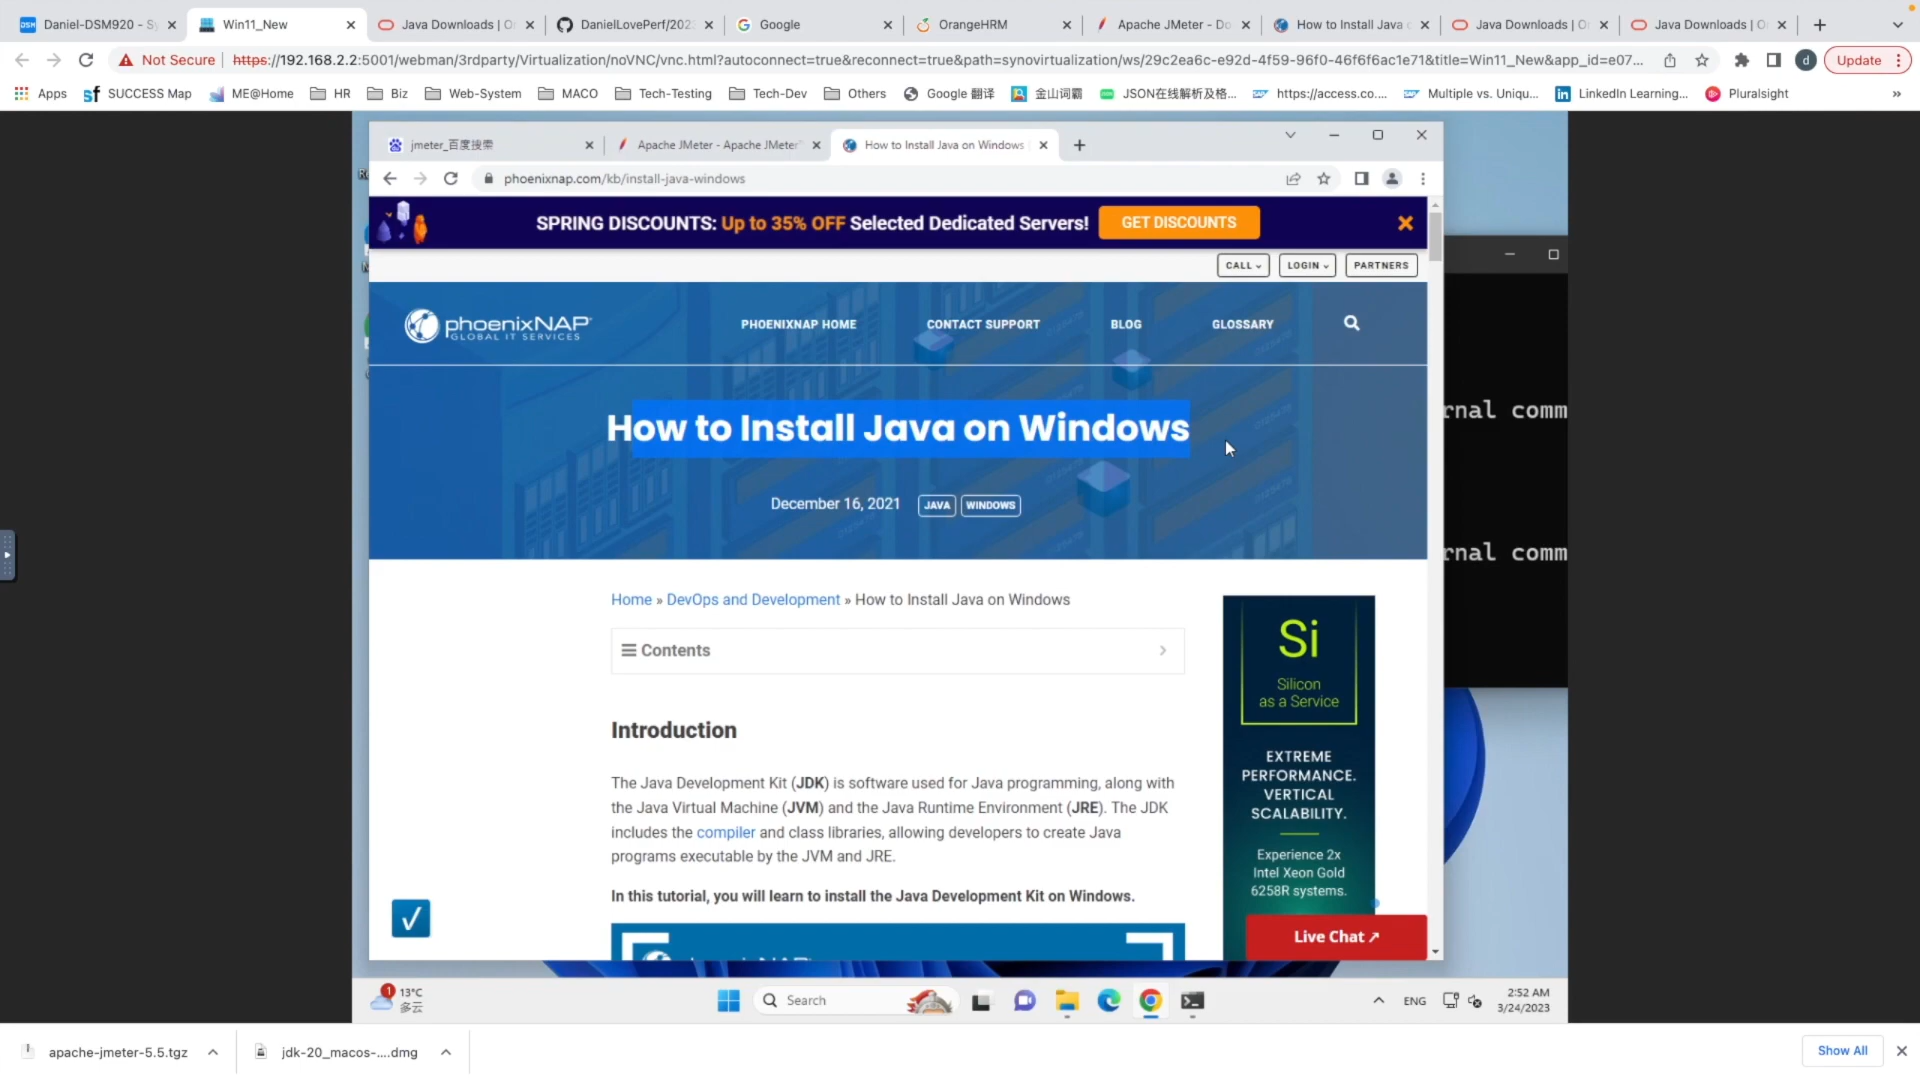 Daniel-DSM920 - Sy
Win11_New
Java Downloads | O
DanielLovePerf/202
Google
OrangeHRM
Apache JMeter - Do
How to Install Java o
Java Downloads | Or
Java Downloads | O
Not Secure
https://192.168.2.2:5001/webman/3rdparty/Virtualization/noVNC/vnc.html?autoconnect=true&reconnect=true&path=synovirtualization/ws/29c2ea6c-e92d-4f59-96f0-46f6f6ac1e71&title=Win11_New&app_id=e07...
d
Update
Apps
SUCCESS Map
ME@Home
HR
Biz
Web-System
MACO
Tech-Testing
Tech-Dev
Others
Google 翻译
金山词霸
JSON在线解析及格...
https://access.co....
Multiple vs. Uniqu...
LinkedIn Learning...
Pluralsight
»
jmeter_百度搜索
Apache JMeter - Apache JMeter™
How to Install Java on Windows
phoenixnap.com/kb/install-java-windows
SPRING DISCOUNTS: Up to 35% OFF Selected Dedicated Servers!
GET DISCOUNTS
CALL
LOGIN
PARTNERS
phoenixNAP®
GLOBAL IT SERVICES
PHOENIXNAP HOME
CONTACT SUPPORT
BLOG
GLOSSARY
How to Install Java on Windows
rnal comm
December 16, 2021
JAVA
WINDOWS
rnal comm
Home » DevOps and Development » How to Install Java on Windows
Contents
Introduction
The Java Development Kit (JDK) is software used for Java programming, along with
the Java Virtual Machine (JVM) and the Java Runtime Environment (JRE). The JDK
includes the compiler and class libraries, allowing developers to create Java
programs executable by the JVM and JRE.
In this tutorial, you will learn to install the Java Development Kit on Windows.
Si
Silicon
as a Service
EXTREME
PERFORMANCE.
VERTICAL
SCALABILITY.
Experience 2x
Intel Xeon Gold
6258R systems.
Live Chat
1
13°C
多云
Search
ENG
2:52 AM
3/24/2023
apache-jmeter-5.5.tgz
jdk-20_macos-....dmg
Show All